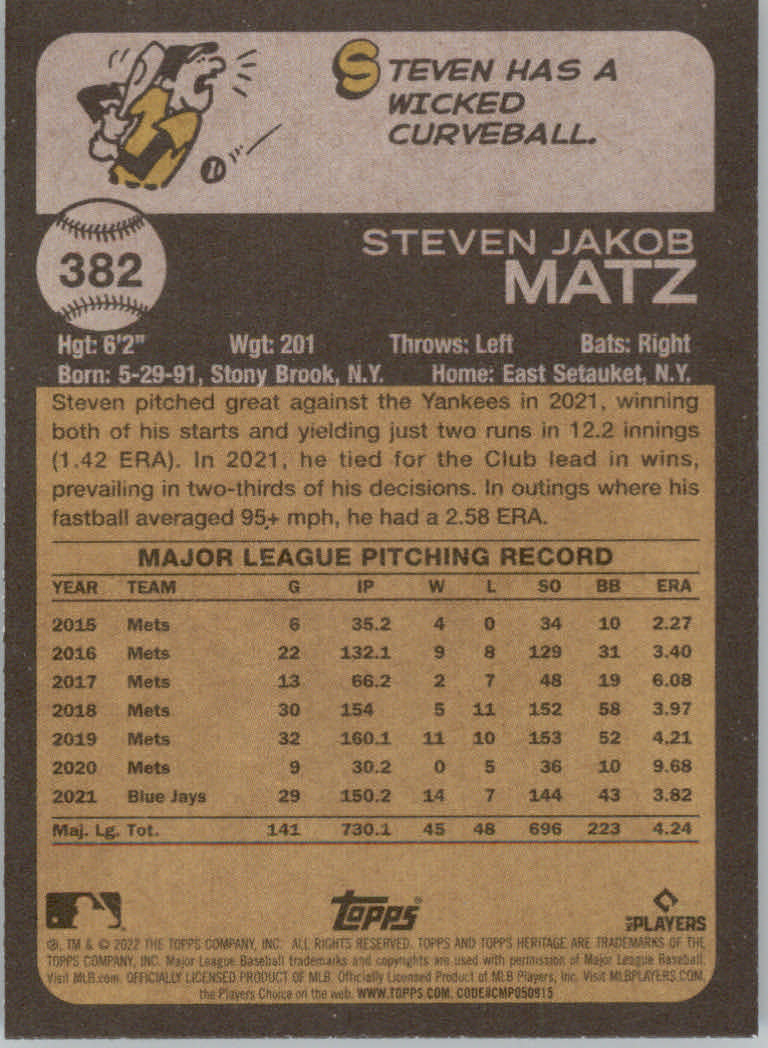 STEVEN HAS A
WICKED
CURVEBALL.
382
STEVEN JAKOB
MATZ
Hgt: 6'2" Wgt: 201 Throws: Left Bats: Right
Born: 5-29-91, Stony Brook, N.Y. Home: East Setauket, N.Y.
Steven pitched great against the Yankees in 2021, winning
both of his starts and yielding just two runs in 12.2 innings
(1.42 ERA). In 2021, he tied for the Club lead in wins,
prevailing in two-thirds of his decisions. In outings where his
fastball averaged 95+ mph, he had a 2.58 ERA.
MAJOR LEAGUE PITCHING RECORD
YEAR TEAM G IP W L SO BB ERA
2015 Mets 6 35.2 4 0 34 10 2.27
2016 Mets 22 132.1 9 8 129 31 3.40
2017 Mets 13 66.2 2 7 48 19 6.08
2018 Mets 30 154 5 11 152 58 3.97
2019 Mets 32 160.1 11 10 153 52 4.21
2020 Mets 9 30.2 0 5 36 10 9.68
2021 Blue Jays 29 150.2 14 7 144 43 3.82
Maj. Lg. Tot. 141 730.1 45 48 696 223 4.24
Topps®
MLB PLAYERS
®, TM & © 2022 THE TOPPS COMPANY, INC. ALL RIGHTS RESERVED. TOPPS AND TOPPS HERITAGE ARE TRADEMARKS OF THE
TOPPS COMPANY, INC. Major League Baseball trademarks and copyrights are used with permission of Major League Baseball.
Visit MLB.com. OFFICIALLY LICENSED PRODUCT OF MLB. Officially Licensed Product of MLB Players, Inc. Visit MLBPLAYERS.COM,
the Players Choice on the web. WWW.TOPPS.COM. CODE#CMP050915